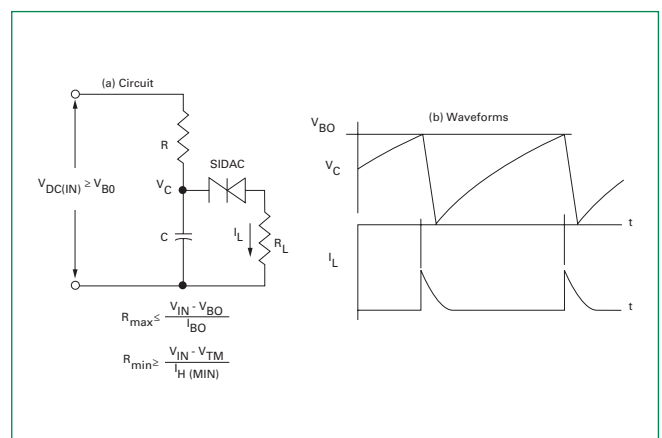 (a) Circuit
R
SIDAC
V_DC(IN) ≥ V_B0
V_C
C
I_L
R_L
R_max ≤ (V_IN - V_BO) / I_BO
R_min ≥ (V_IN - V_TM) / I_H (MIN)
(b) Waveforms
V_BO
V_C
t
I_L
t